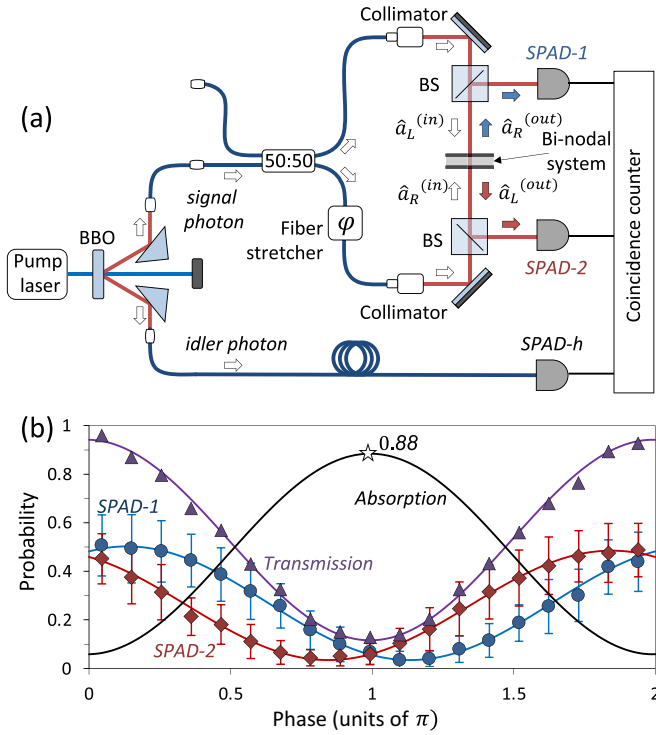 (a)
Collimator
SPAD-1
BS
â_L^(in)
â_R^(out)
Bi-nodal
system
50:50
signal
photon
φ
Fiber
stretcher
â_R^(in)
â_L^(out)
BBO
BS
SPAD-2
Pump
laser
Collimator
Coincidence counter
idler photon
SPAD-h
(b)
1
0.8
0.6
0.4
0.2
0
Probability
0.88
SPAD-1
Absorption
Transmission
SPAD-2
0
0.5
1
1.5
2
Phase (units of π)